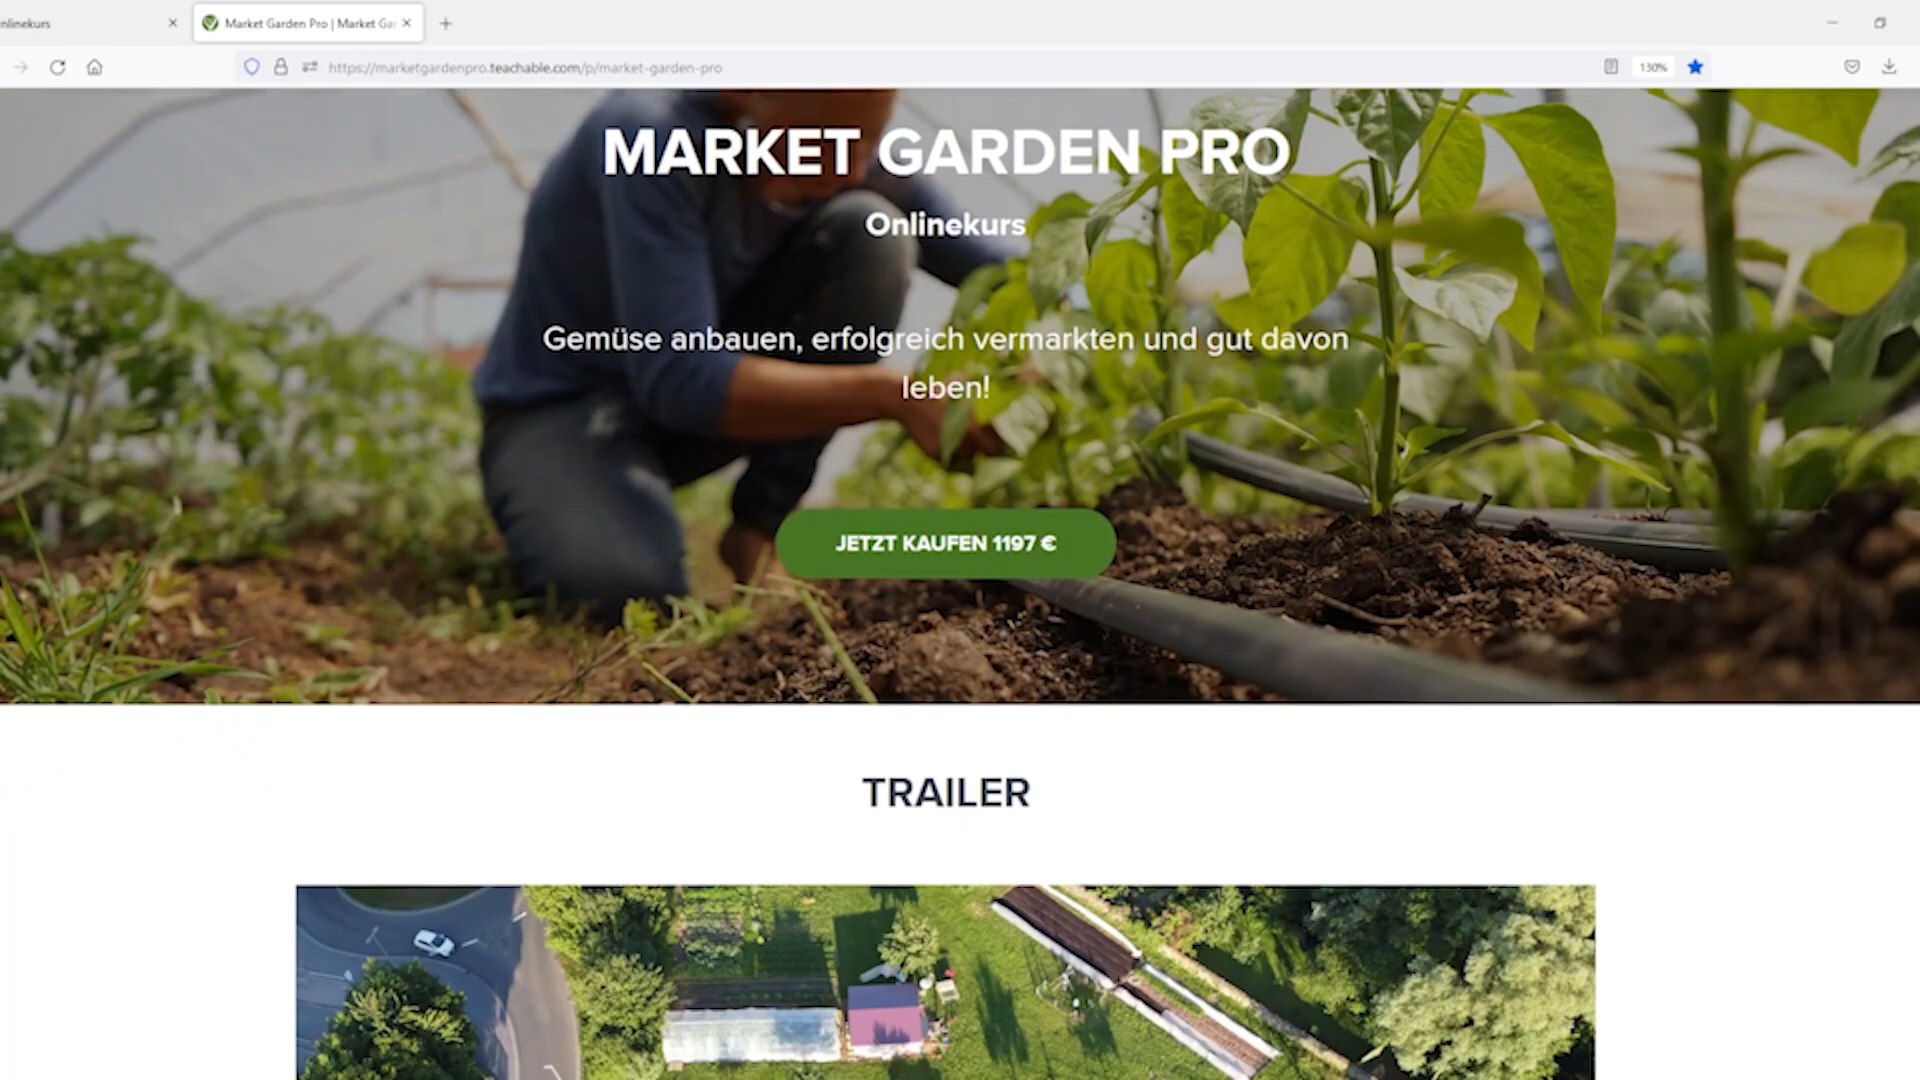 nlinekurs
Market Garden Pro | Market Gar
https://marketgardenpro.teachable.com/p/market-garden-pro
130%
MARKET GARDEN PRO
Onlinekurs
Gemüse anbauen, erfolgreich vermarkten und gut davon
leben!
JETZT KAUFEN 1197 €
TRAILER